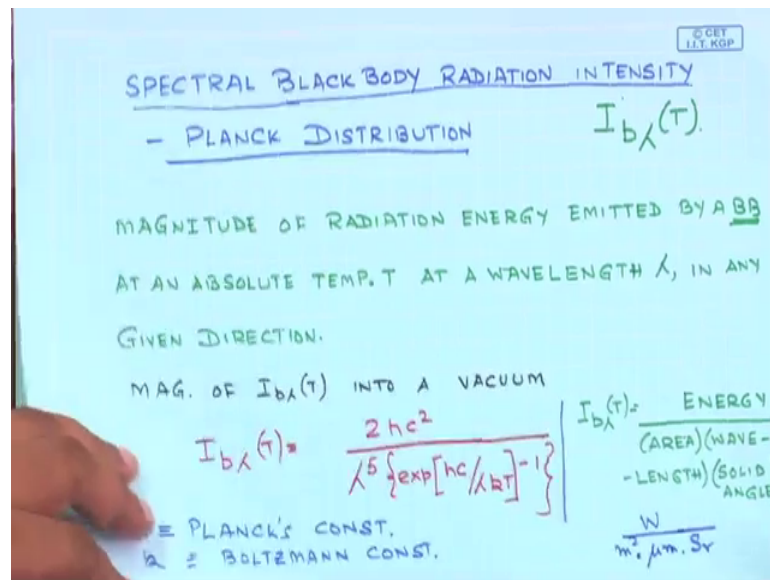 © CET
I.I.T. KGP
SPECTRAL BLACK BODY RADIATION INTENSITY
- PLANCK DISTRIBUTION
I_bλ(T).
MAGNITUDE OF RADIATION ENERGY EMITTED BY A BB
AT AN ABSOLUTE TEMP. T AT A WAVELENGTH λ, IN ANY
GIVEN DIRECTION.
MAG. OF I_bλ(T) INTO A VACUUM
I_bλ(T) = 2hc² / λ⁵{exp[hc/λkT]-1}
I_bλ(T) = ENERGY
(AREA)(WAVE-
-LENGTH)(SOLID
ANGLE
W
m². μm. Sr
≡ PLANCK'S CONST.
k ≡ BOLTZMANN CONST.